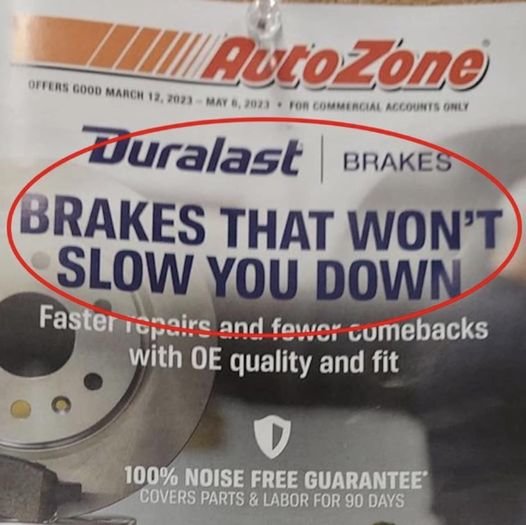 AutoZone
OFFERS GOOD MARCH 12, 2023 – MAY 6, 2023 • FOR COMMERCIAL ACCOUNTS ONLY
Duralast | BRAKES
BRAKES THAT WON'T
SLOW YOU DOWN
Faster repairs and fewer comebacks
with OE quality and fit
100% NOISE FREE GUARANTEE*
COVERS PARTS & LABOR FOR 90 DAYS